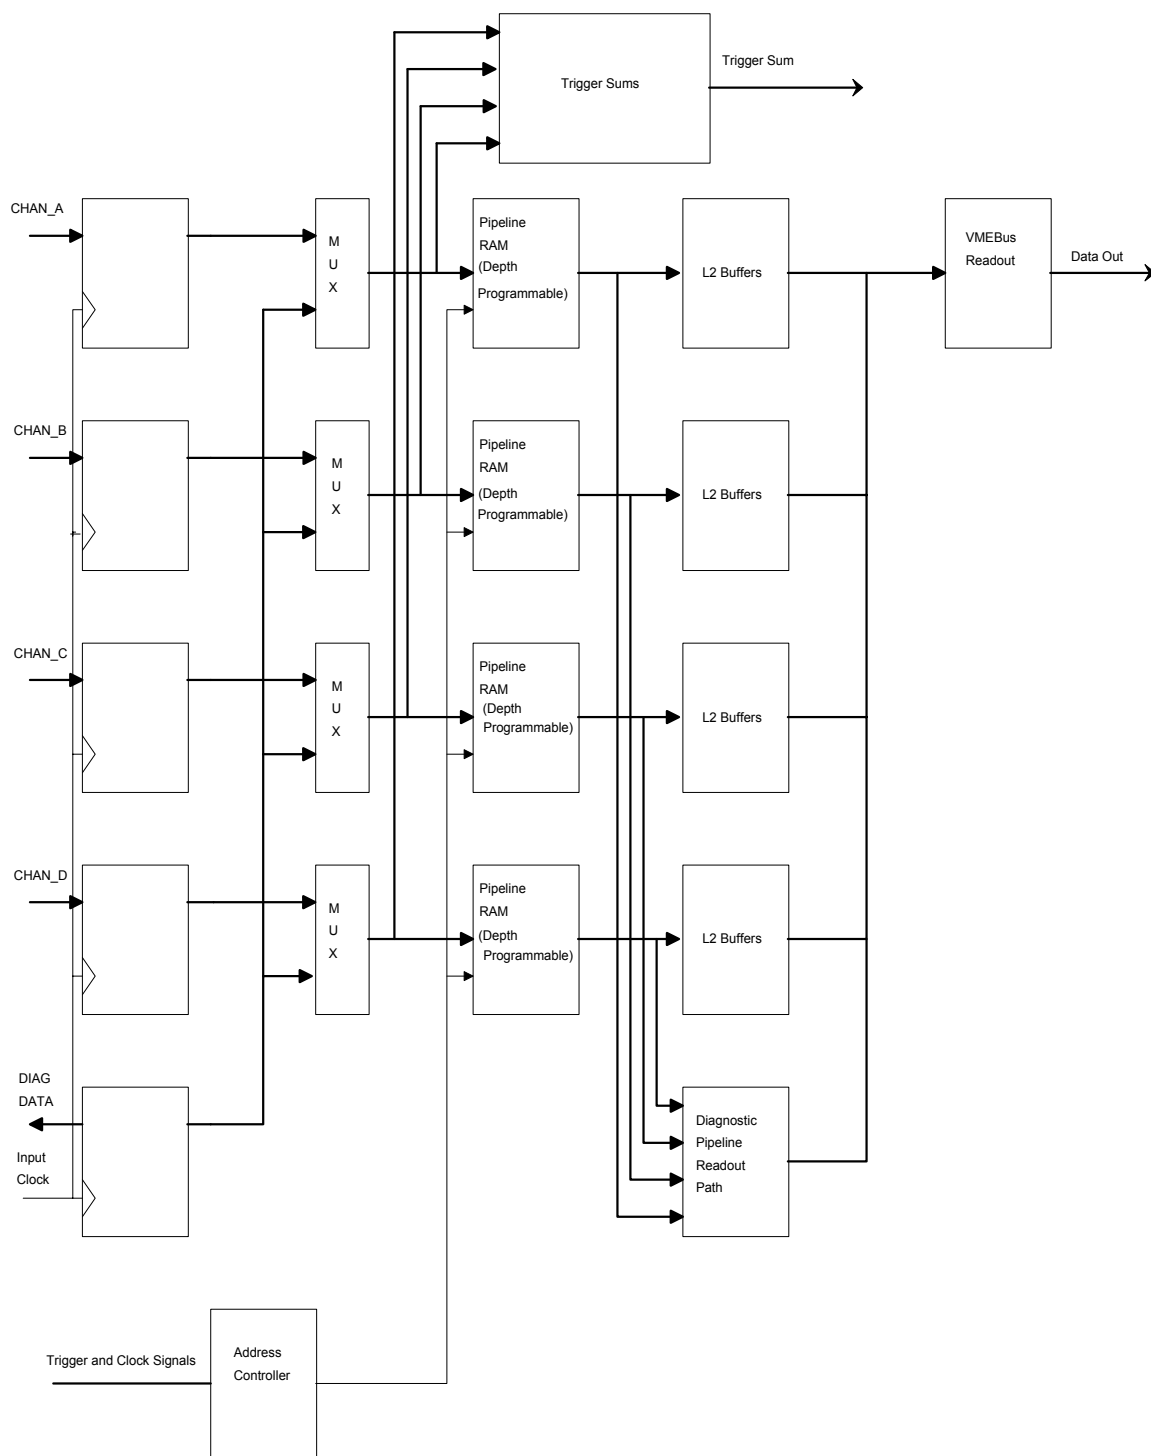 Trigger Sums
Trigger Sum
CHAN_A
M
U
X
Pipeline
RAM
(Depth
Programmable)
L2 Buffers
VMEBus
Readout
Data Out
CHAN_B
M
U
X
Pipeline
RAM
(Depth
Programmable)
L2 Buffers
CHAN_C
M
U
X
Pipeline
RAM
(Depth
Programmable)
L2 Buffers
CHAN_D
M
U
X
Pipeline
RAM
(Depth
Programmable)
L2 Buffers
DIAG
DATA
Input
Clock
Diagnostic
Pipeline
Readout
Path
Trigger and Clock Signals
Address
Controller